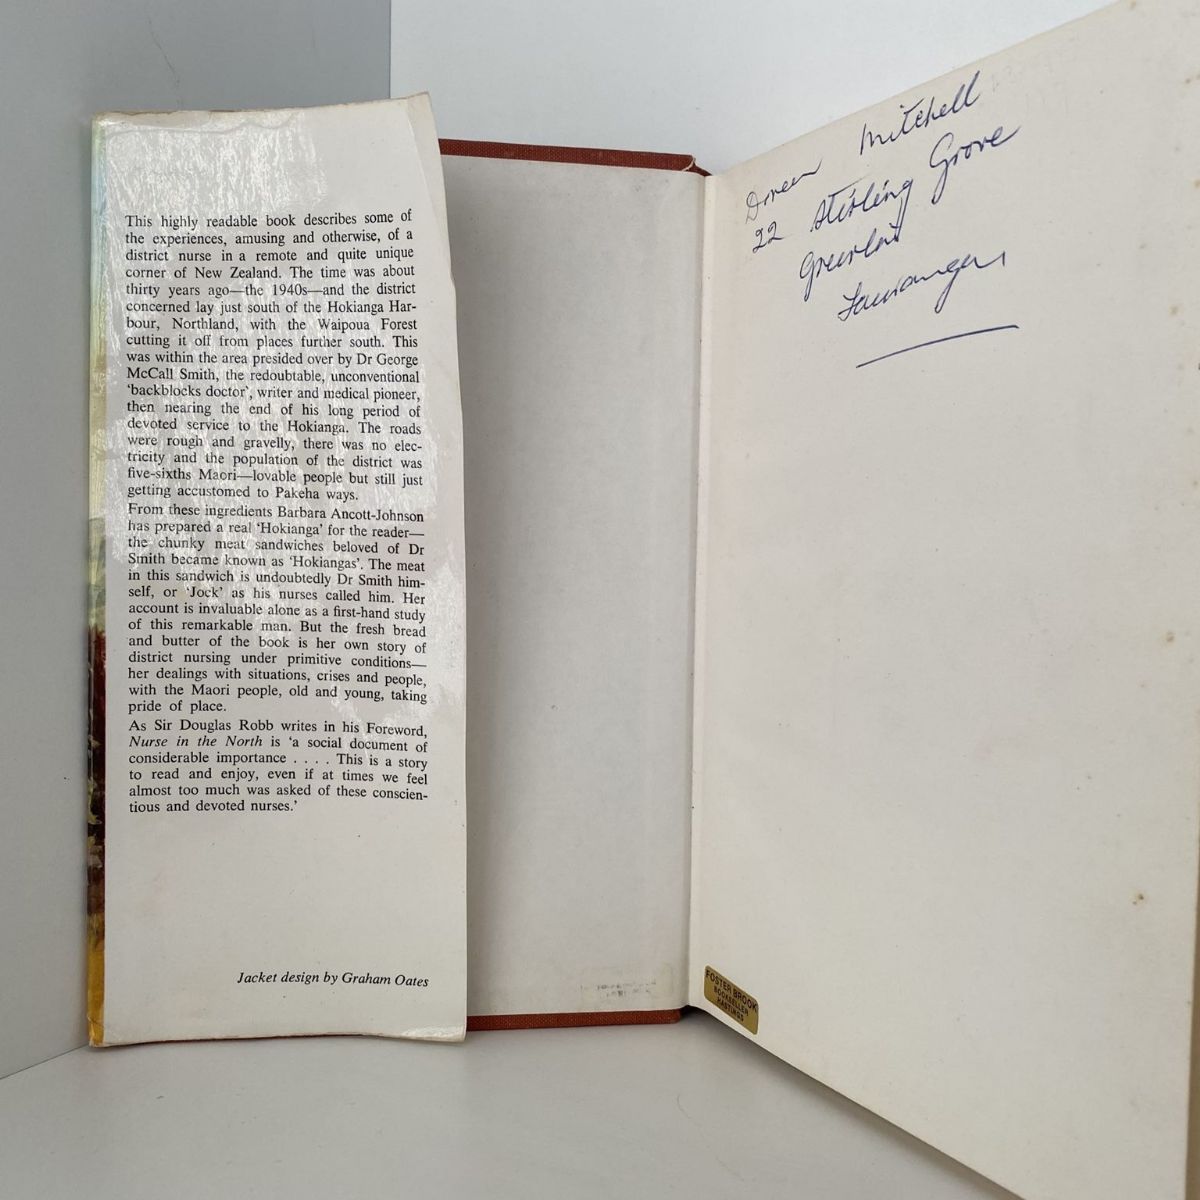 This highly readable book describes some of
the experiences, amusing and otherwise, of a
district nurse in a remote and quite unique
corner of New Zealand. The time was about
thirty years ago—the 1940s—and the district
concerned lay just south of the Hokianga Har-
bour, Northland, with the Waipoua Forest
cutting it off from places further south. This
was within the area presided over by Dr George
McCall Smith, the redoubtable, unconventional
‘backblocks doctor’, writer and medical pioneer,
then nearing the end of his long period of
devoted service to the Hokianga. The roads
were rough and gravelly, there was no elec-
tricity and the population of the district was
five-sixths Maori—lovable people but still just
getting accustomed to Pakeha ways.
From these ingredients Barbara Ancott-Johnson
has prepared a real ‘Hokianga’ for the reader—
the chunky meat sandwiches beloved of Dr
Smith became known as ‘Hokiangas’. The meat
in this sandwich is undoubtedly Dr Smith him-
self, or ‘Jock’ as his nurses called him. Her
account is invaluable alone as a first-hand study
of this remarkable man. But the fresh bread
and butter of the book is her own story of
district nursing under primitive conditions—
her dealings with situations, crises and people,
with the Maori people, old and young, taking
pride of place.
As Sir Douglas Robb writes in his Foreword,
Nurse in the North is ‘a social document of
considerable importance . . . . This is a story
to read and enjoy, even if at times we feel
almost too much was asked of these conscien-
tious and devoted nurses.’
Jacket design by Graham Oates
Doreen Mitchell
22 Stirling Grove
FOSTER BROOK
BOOKSELLER
HASTINGS